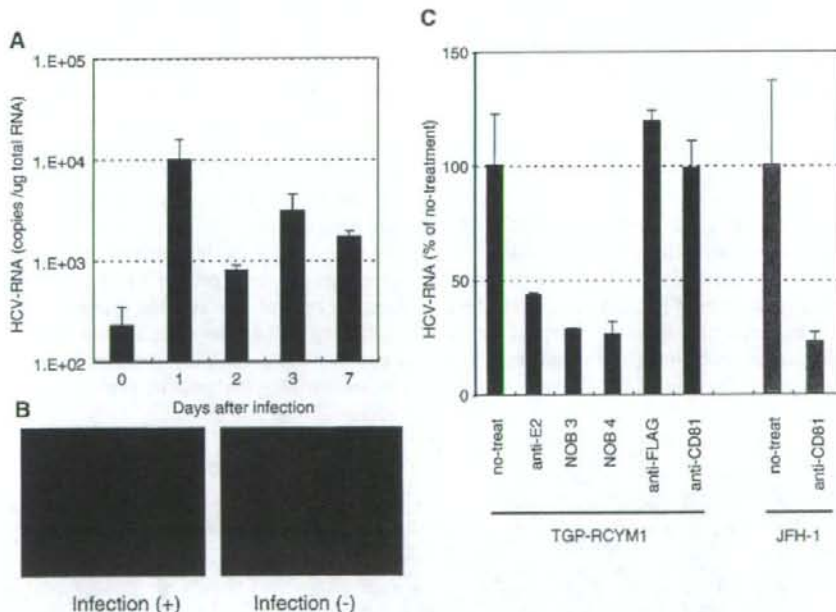 A
1.E+05
1.E+04
1.E+03
1.E+02
HCV-RNA (copies /ug total RNA)
0 1 2 3 7
Days after infection
B
Infection (+) Infection (-)
C
150
100
50
0
HCV-RNA (% of no-treatment)
no-treat
anti-E2
NOB 3
NOB 4
anti-FLAG
anti-CD81
no-treat
anti-CD81
TGP-RCYM1 JFH-1